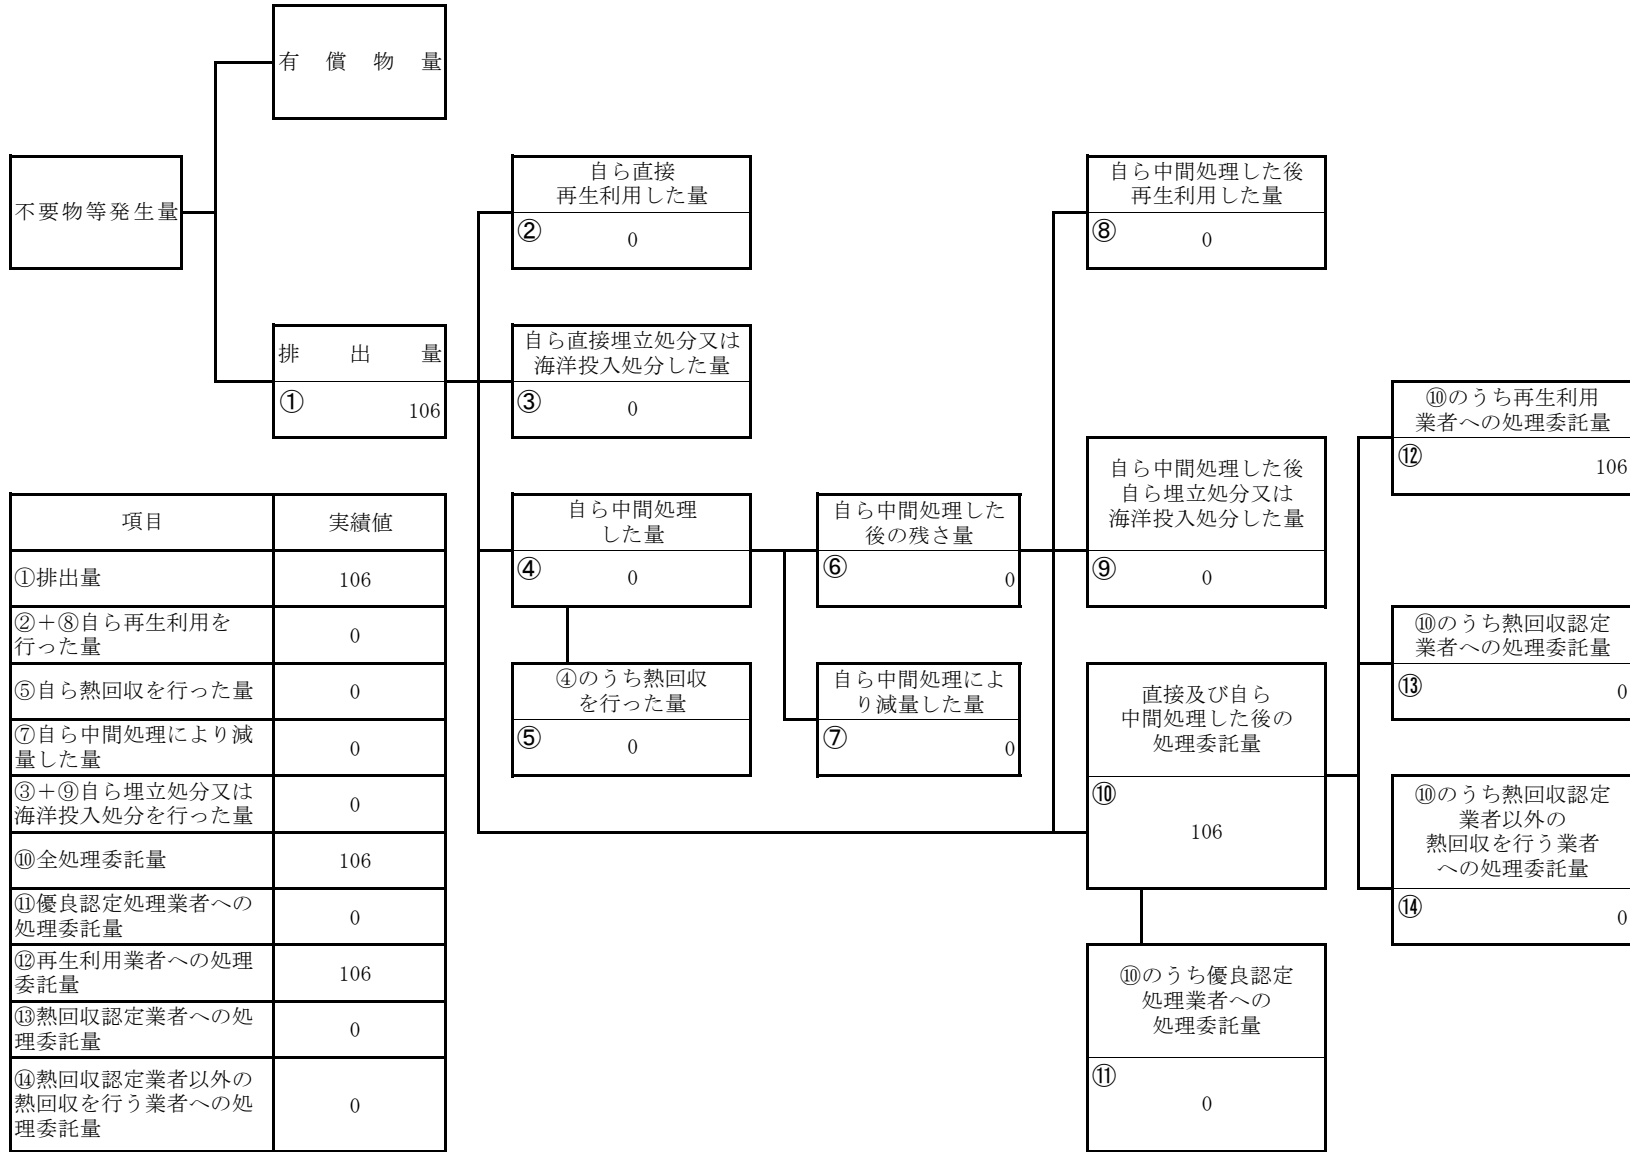 有償物量
不要物等発生量
排出量
①
106
自ら直接
再生利用した量
②
0
自ら直接埋立処分又は
海洋投入処分した量
③
0
自ら中間処理
した量
④
0
④のうち熱回収
を行った量
⑤
0
自ら中間処理した
後の残さ量
⑥
0
自ら中間処理によ
り減量した量
⑦
0
自ら中間処理した後
再生利用した量
⑧
0
自ら中間処理した後
自ら埋立処分又は
海洋投入処分した量
⑨
0
直接及び自ら
中間処理した後の
処理委託量
⑩
106
⑩のうち優良認定
処理業者への
処理委託量
⑪
0
⑩のうち再生利用
業者への処理委託量
⑫
106
⑩のうち熱回収認定
業者への処理委託量
⑬
0
⑩のうち熱回収認定
業者以外の
熱回収を行う業者
への処理委託量
⑭
0
項目 実績値
①排出量 106
②＋⑧自ら再生利用を
行った量 0
⑤自ら熱回収を行った量 0
⑦自ら中間処理により減
量した量 0
③＋⑨自ら埋立処分又は
海洋投入処分を行った量 0
⑩全処理委託量 106
⑪優良認定処理業者への
処理委託量 0
⑫再生利用業者への処理
委託量 106
⑬熱回収認定業者への処
理委託量 0
⑭熱回収認定業者以外の
熱回収を行う業者への処
理委託量 0